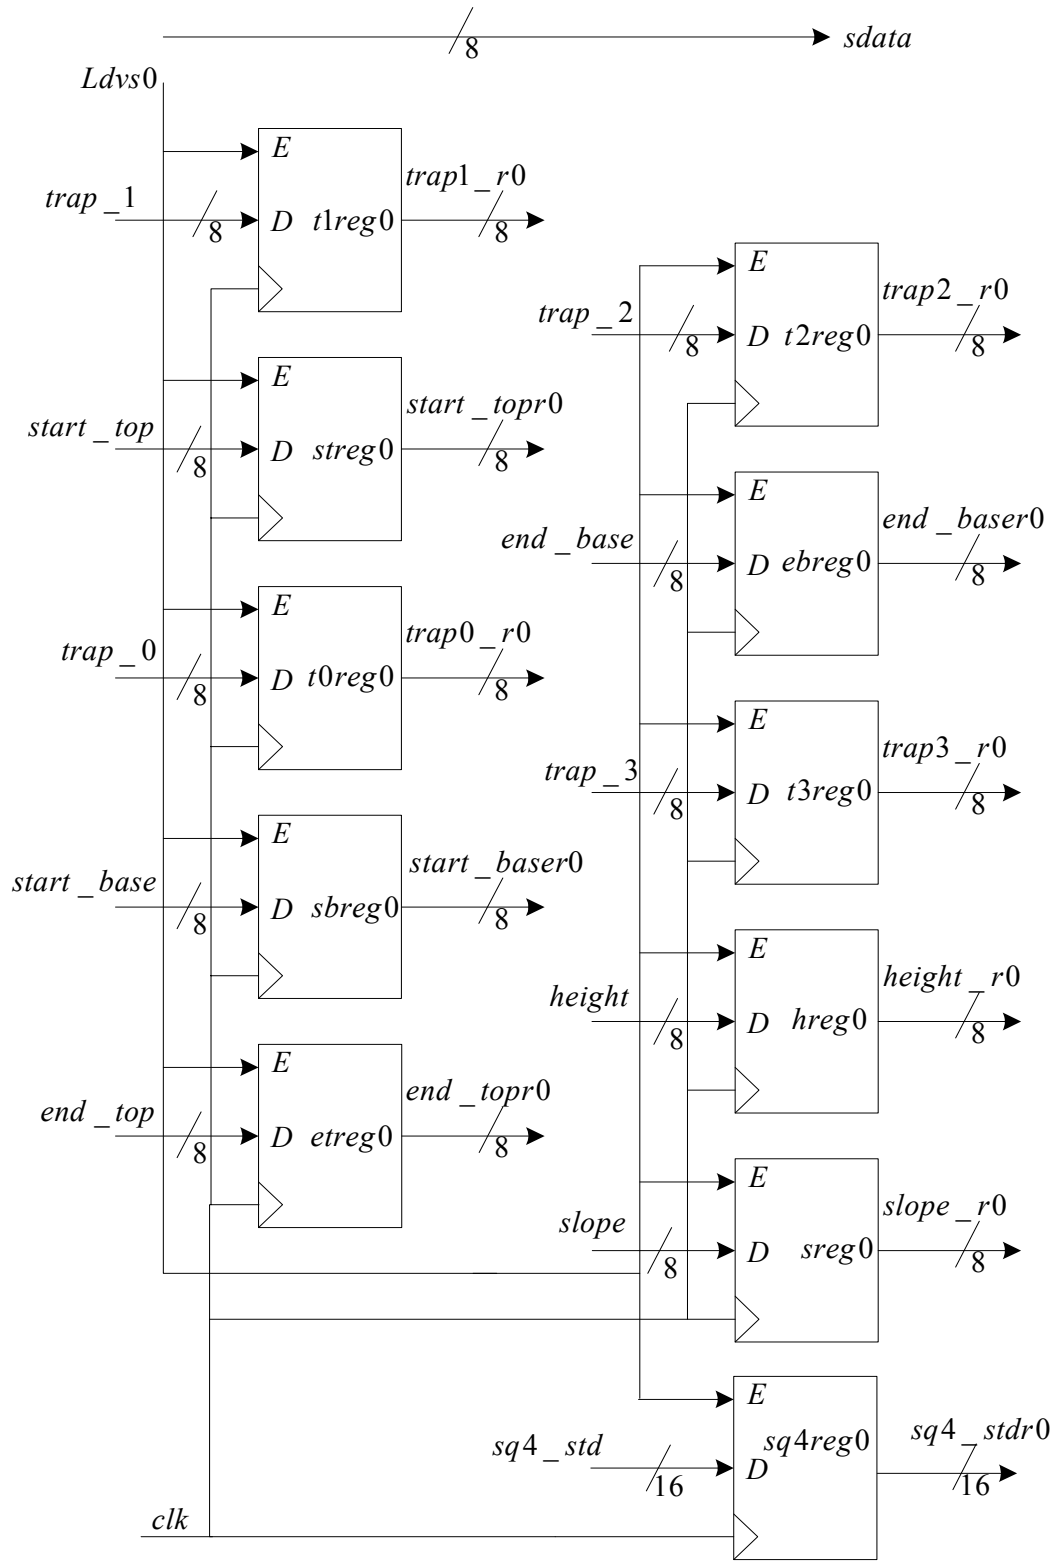 8
sdata
Ldvs0
E
trap_1
8
D t1reg0
trap1_r0
8
E
start_top
8
D streg0
start_topr0
8
E
trap_0
8
D t0reg0
trap0_r0
8
E
start_base
8
D sbreg0
start_baser0
8
E
end_top
8
D etreg0
end_topr0
8
E
trap_2
8
D t2reg0
trap2_r0
8
E
end_base
8
D ebreg0
end_baser0
8
E
trap_3
8
D t3reg0
trap3_r0
8
E
height
8
D hreg0
height_r0
8
E
slope
8
D sreg0
slope_r0
8
E
sq4_std
16
D
sq4reg0
sq4_stdr0
16
clk